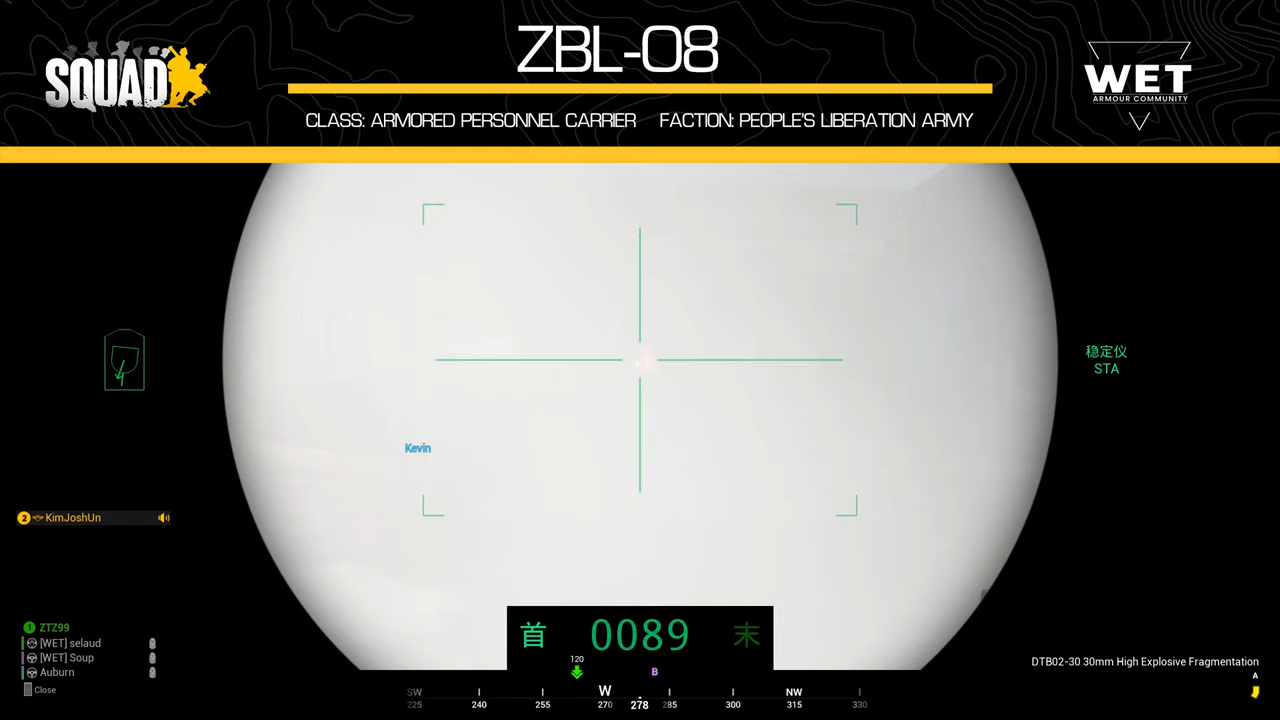 SQUAD
ZBL-08
CLASS: ARMORED PERSONNEL CARRIER FACTION: PEOPLE'S LIBERATION ARMY
WET
ARMOUR COMMUNITY
稳定仪
STA
Kevin
2 KimJoshUn
1 ZTZ99
[WET] selaud
[WET] Soup
Auburn
Close
首 0089 末
120
B
DTB02-30 30mm High Explosive Fragmentation
A
SW W NW
225 240 255 270 278 285 300 315 330